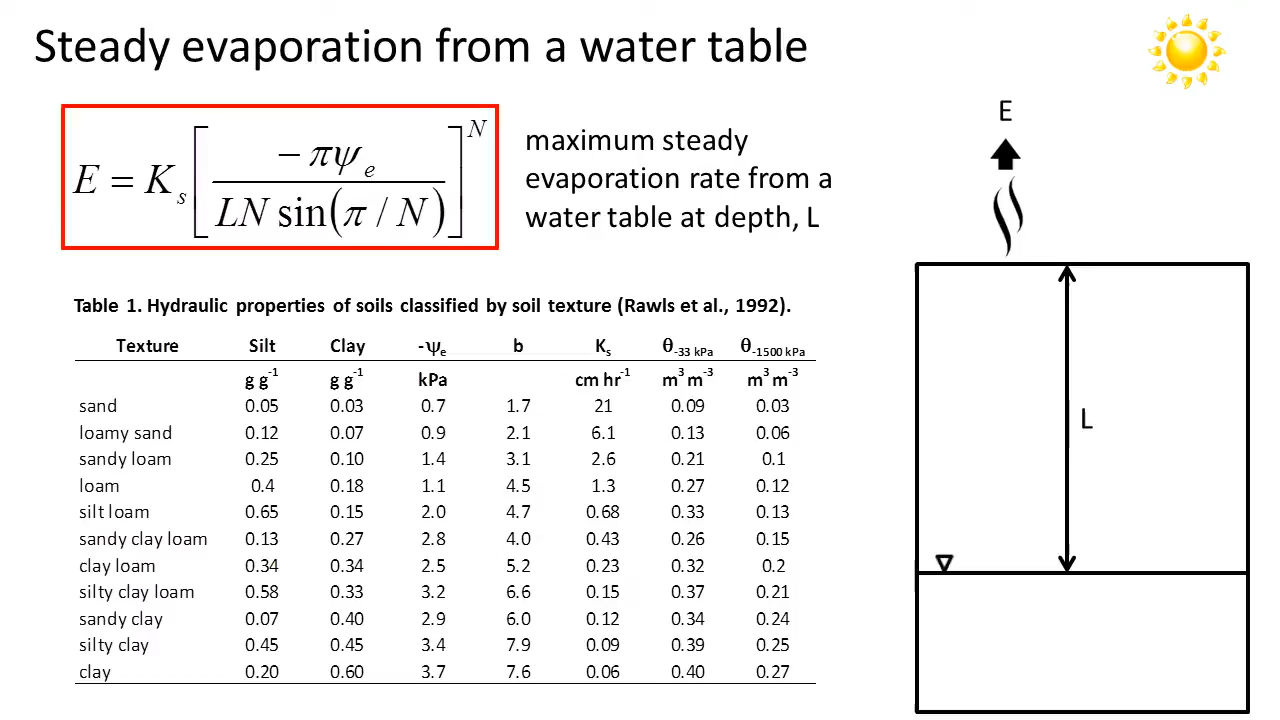 Steady evaporation from a water table
E = K_s [ −πψ_e / LN sin(π / N) ]^N
maximum steady
evaporation rate from a
water table at depth, L
E
L
Table 1. Hydraulic properties of soils classified by soil texture (Rawls et al., 1992).
Texture Silt Clay -ψ_e b K_s θ_-33 kPa θ_-1500 kPa
g g^-1 g g^-1 kPa cm hr^-1 m^3 m^-3 m^3 m^-3
sand 0.05 0.03 0.7 1.7 21 0.09 0.03
loamy sand 0.12 0.07 0.9 2.1 6.1 0.13 0.06
sandy loam 0.25 0.10 1.4 3.1 2.6 0.21 0.1
loam 0.4 0.18 1.1 4.5 1.3 0.27 0.12
silt loam 0.65 0.15 2.0 4.7 0.68 0.33 0.13
sandy clay loam 0.13 0.27 2.8 4.0 0.43 0.26 0.15
clay loam 0.34 0.34 2.5 5.2 0.23 0.32 0.2
silty clay loam 0.58 0.33 3.2 6.6 0.15 0.37 0.21
sandy clay 0.07 0.40 2.9 6.0 0.12 0.34 0.24
silty clay 0.45 0.45 3.4 7.9 0.09 0.39 0.25
clay 0.20 0.60 3.7 7.6 0.06 0.40 0.27